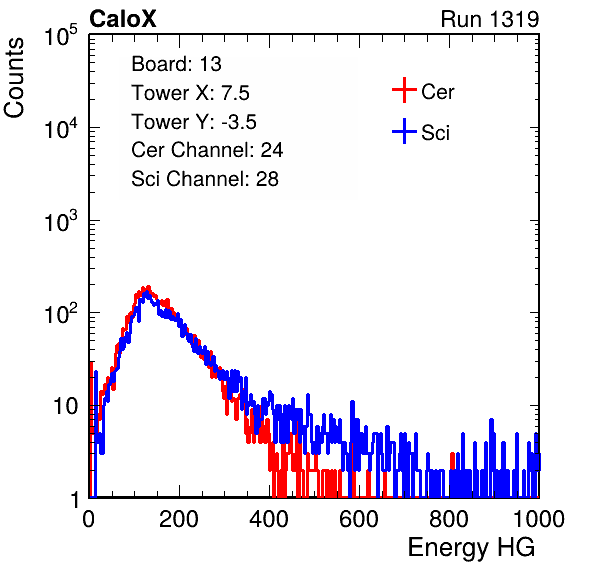 CaloX Run 1319
Counts
10^5
10^4
10^3
10^2
10
1
Board: 13
Tower X: 7.5
Tower Y: -3.5
Cer Channel: 24
Sci Channel: 28
Cer
Sci
0 200 400 600 800 1000
Energy HG